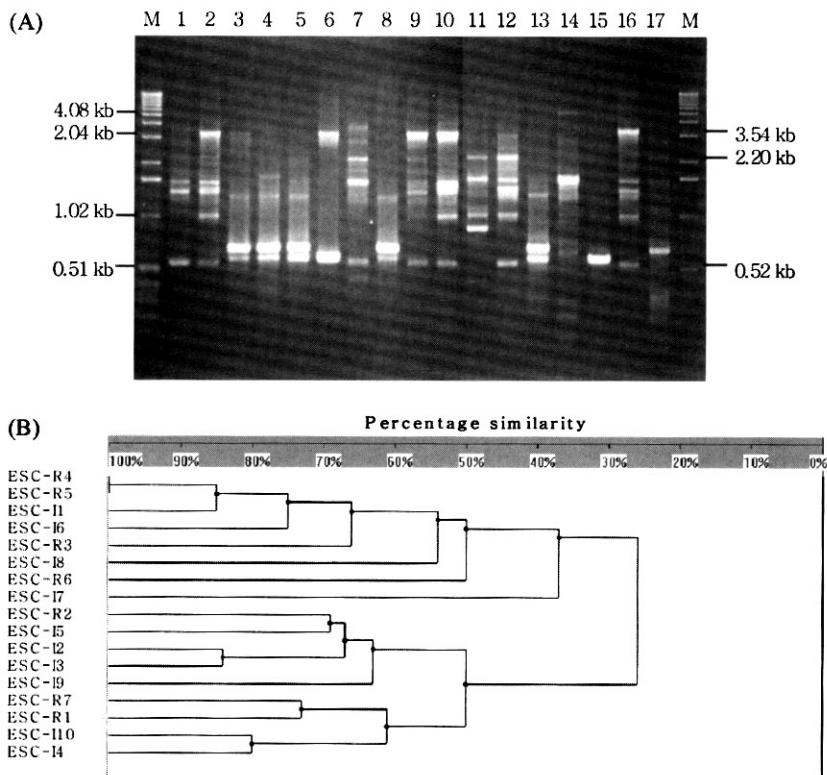 (A)
M 1 2 3 4 5 6 7 8 9 10 11 12 13 14 15 16 17 M
4.08 kb
2.04 kb
1.02 kb
0.51 kb
3.54 kb
2.20 kb
0.52 kb
(B)
Percentage similarity
100% 90% 80% 70% 60% 50% 40% 30% 20% 10% 0%
ESC-R4
ESC-R5
ESC-I1
ESC-I6
ESC-R3
ESC-I8
ESC-R6
ESC-I7
ESC-R2
ESC-I5
ESC-I2
ESC-I3
ESC-I9
ESC-R7
ESC-R1
ESC-I10
ESC-I4